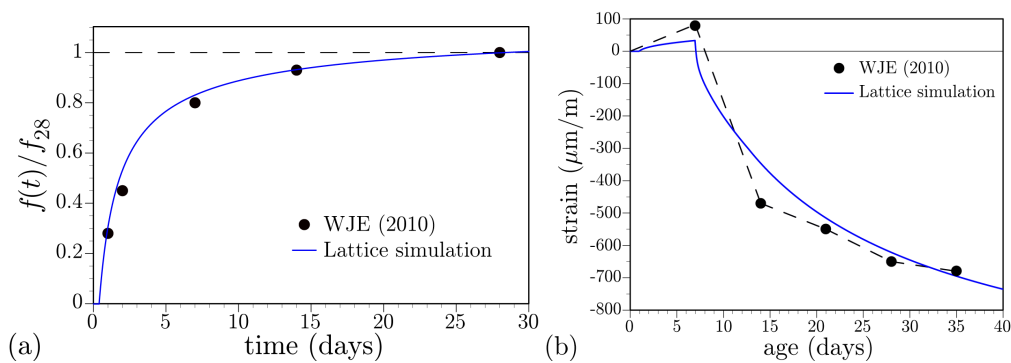 f(t)/f28
1
0.8
0.6
0.4
0.2
0
WJE (2010)
Lattice simulation
0 5 10 15 20 25 30
time (days)
(a)
strain (μm/m)
100
0
-100
-200
-300
-400
-500
-600
-700
-800
WJE (2010)
Lattice simulation
0 5 10 15 20 25 30 35 40
age (days)
(b)